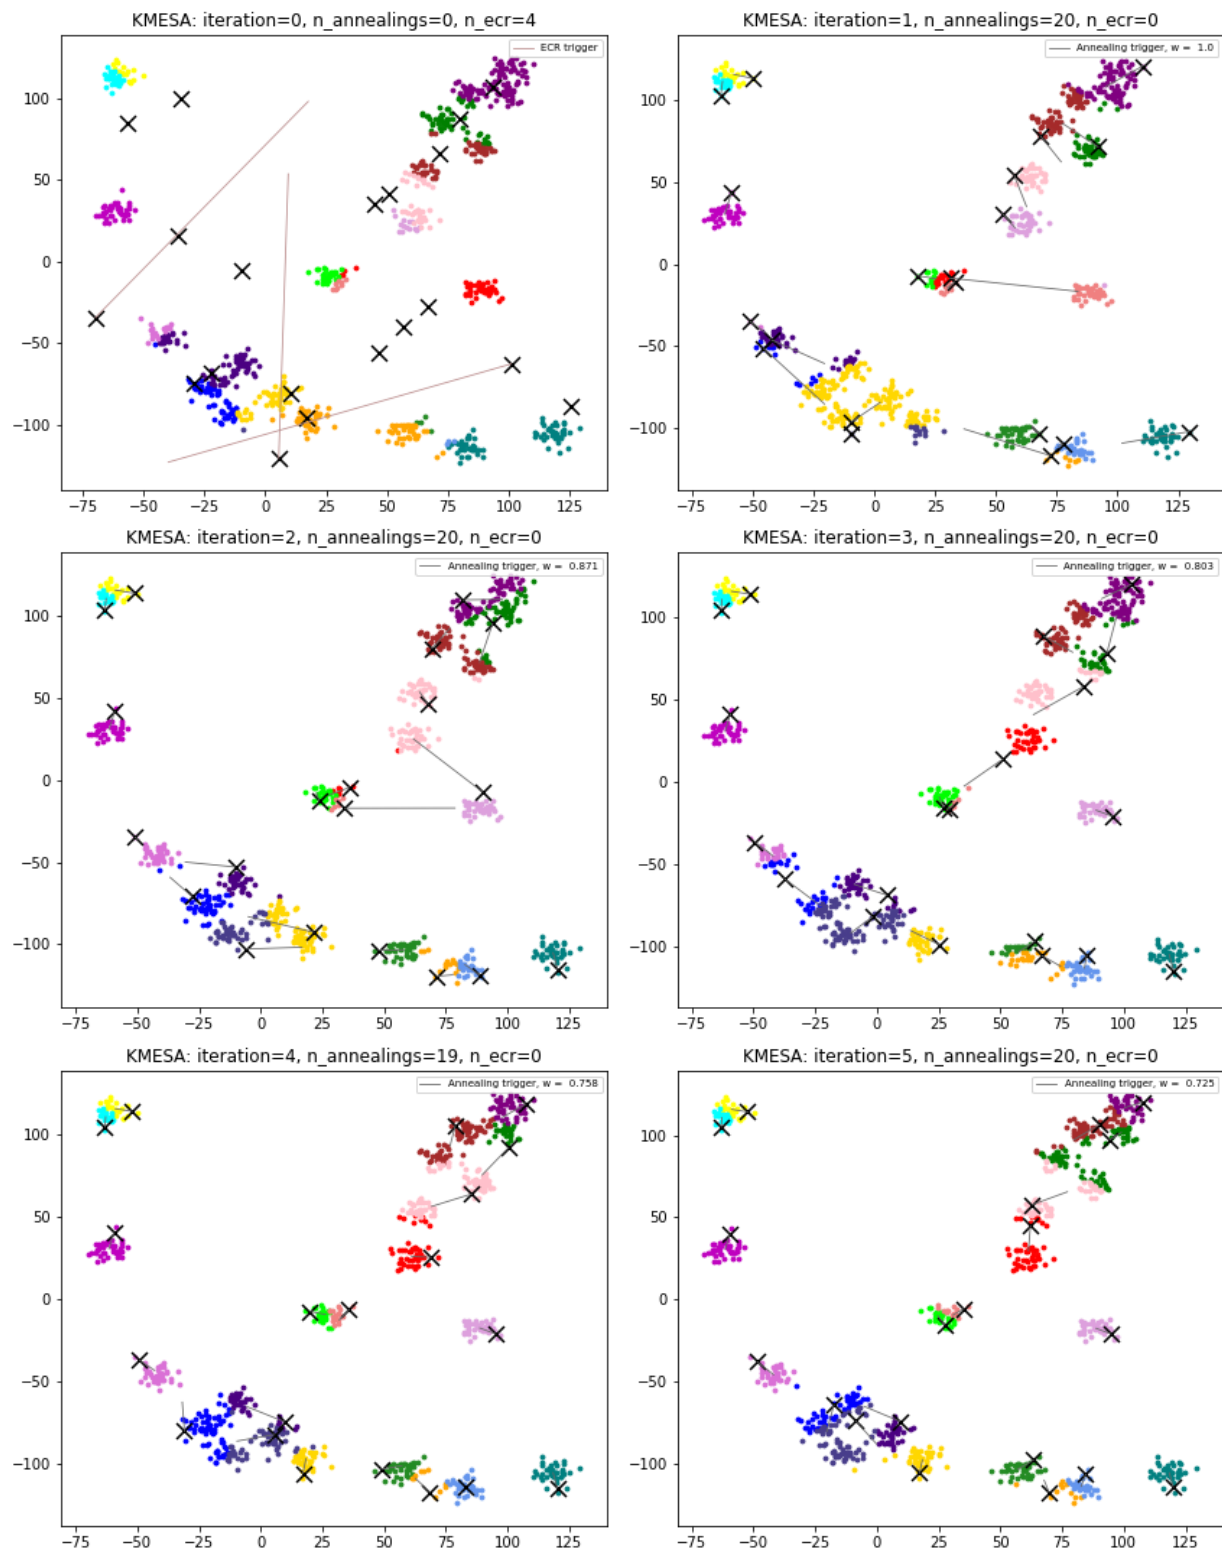 KMESA: iteration=0, n_annealings=0, n_ecr=4
ECR trigger
100
50
0
−50
−100
−75 −50 −25 0 25 50 75 100 125
KMESA: iteration=1, n_annealings=20, n_ecr=0
Annealing trigger, w = 1.0
100
50
0
−50
−100
−75 −50 −25 0 25 50 75 100 125
KMESA: iteration=2, n_annealings=20, n_ecr=0
Annealing trigger, w = 0.871
100
50
0
−50
−100
−75 −50 −25 0 25 50 75 100 125
KMESA: iteration=3, n_annealings=20, n_ecr=0
Annealing trigger, w = 0.803
100
50
0
−50
−100
−75 −50 −25 0 25 50 75 100 125
KMESA: iteration=4, n_annealings=19, n_ecr=0
Annealing trigger, w = 0.758
100
50
0
−50
−100
−75 −50 −25 0 25 50 75 100 125
KMESA: iteration=5, n_annealings=20, n_ecr=0
Annealing trigger, w = 0.725
100
50
0
−50
−100
−75 −50 −25 0 25 50 75 100 125